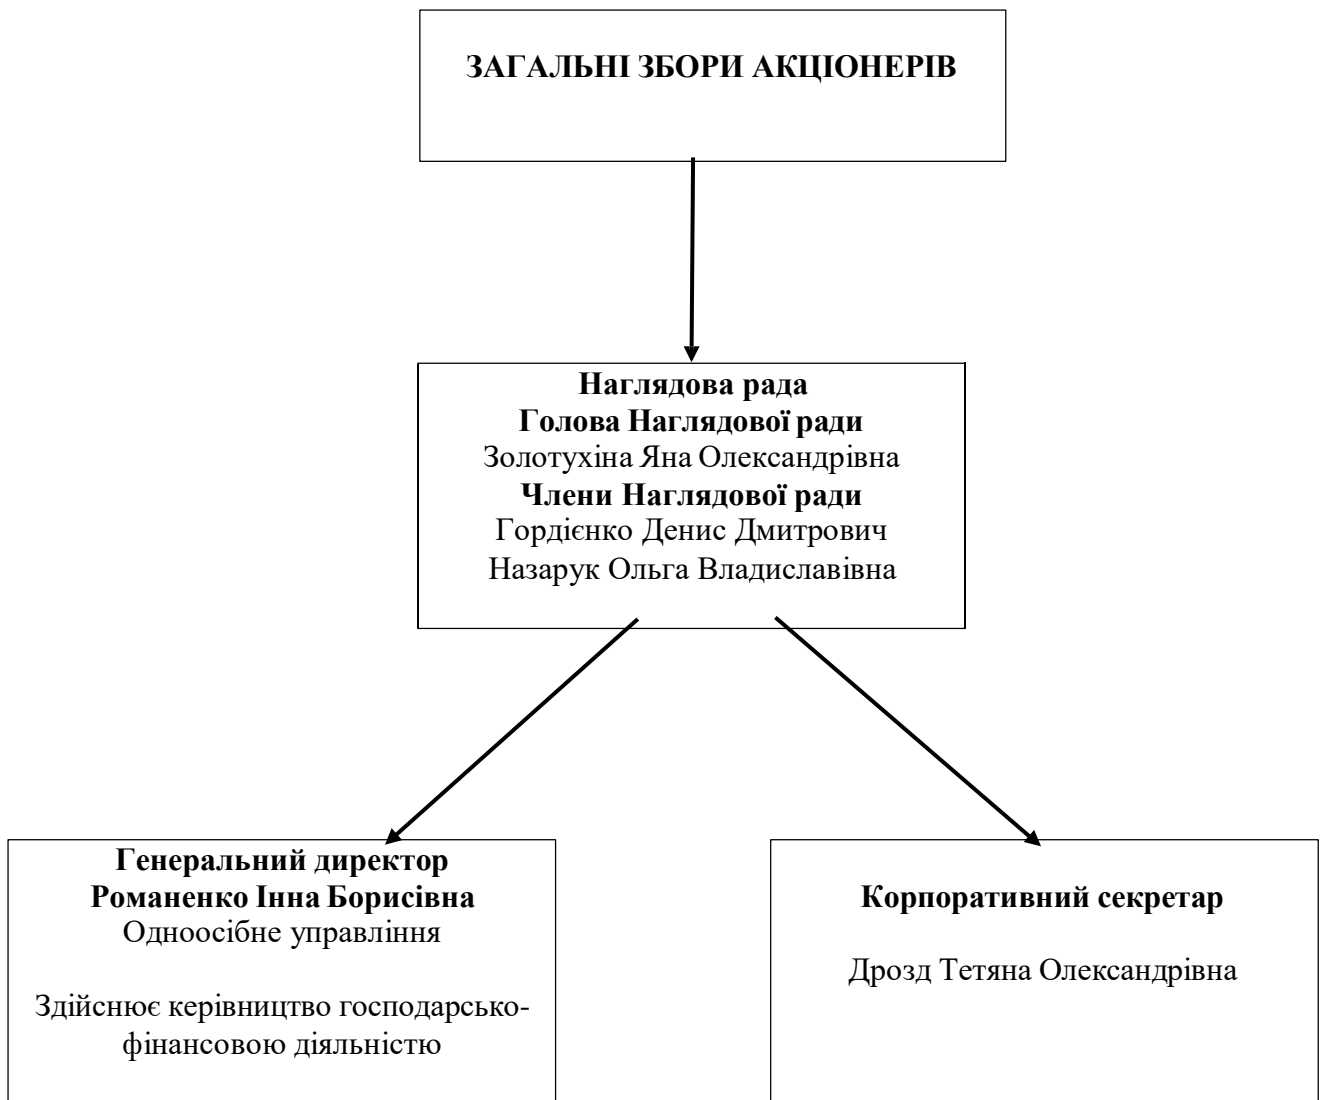 ЗАГАЛЬНІ ЗБОРИ АКЦІОНЕРІВ
Наглядова рада
Голова Наглядової ради
Золотухіна Яна Олександрівна
Члени Наглядової ради
Гордієнко Денис Дмитрович
Назарук Ольга Владиславівна
Генеральний директор
Романенко Інна Борисівна
Одноосібне управління
Здійснює керівництво господарсько-
фінансовою діяльністю
Корпоративний секретар
Дрозд Тетяна Олександрівна